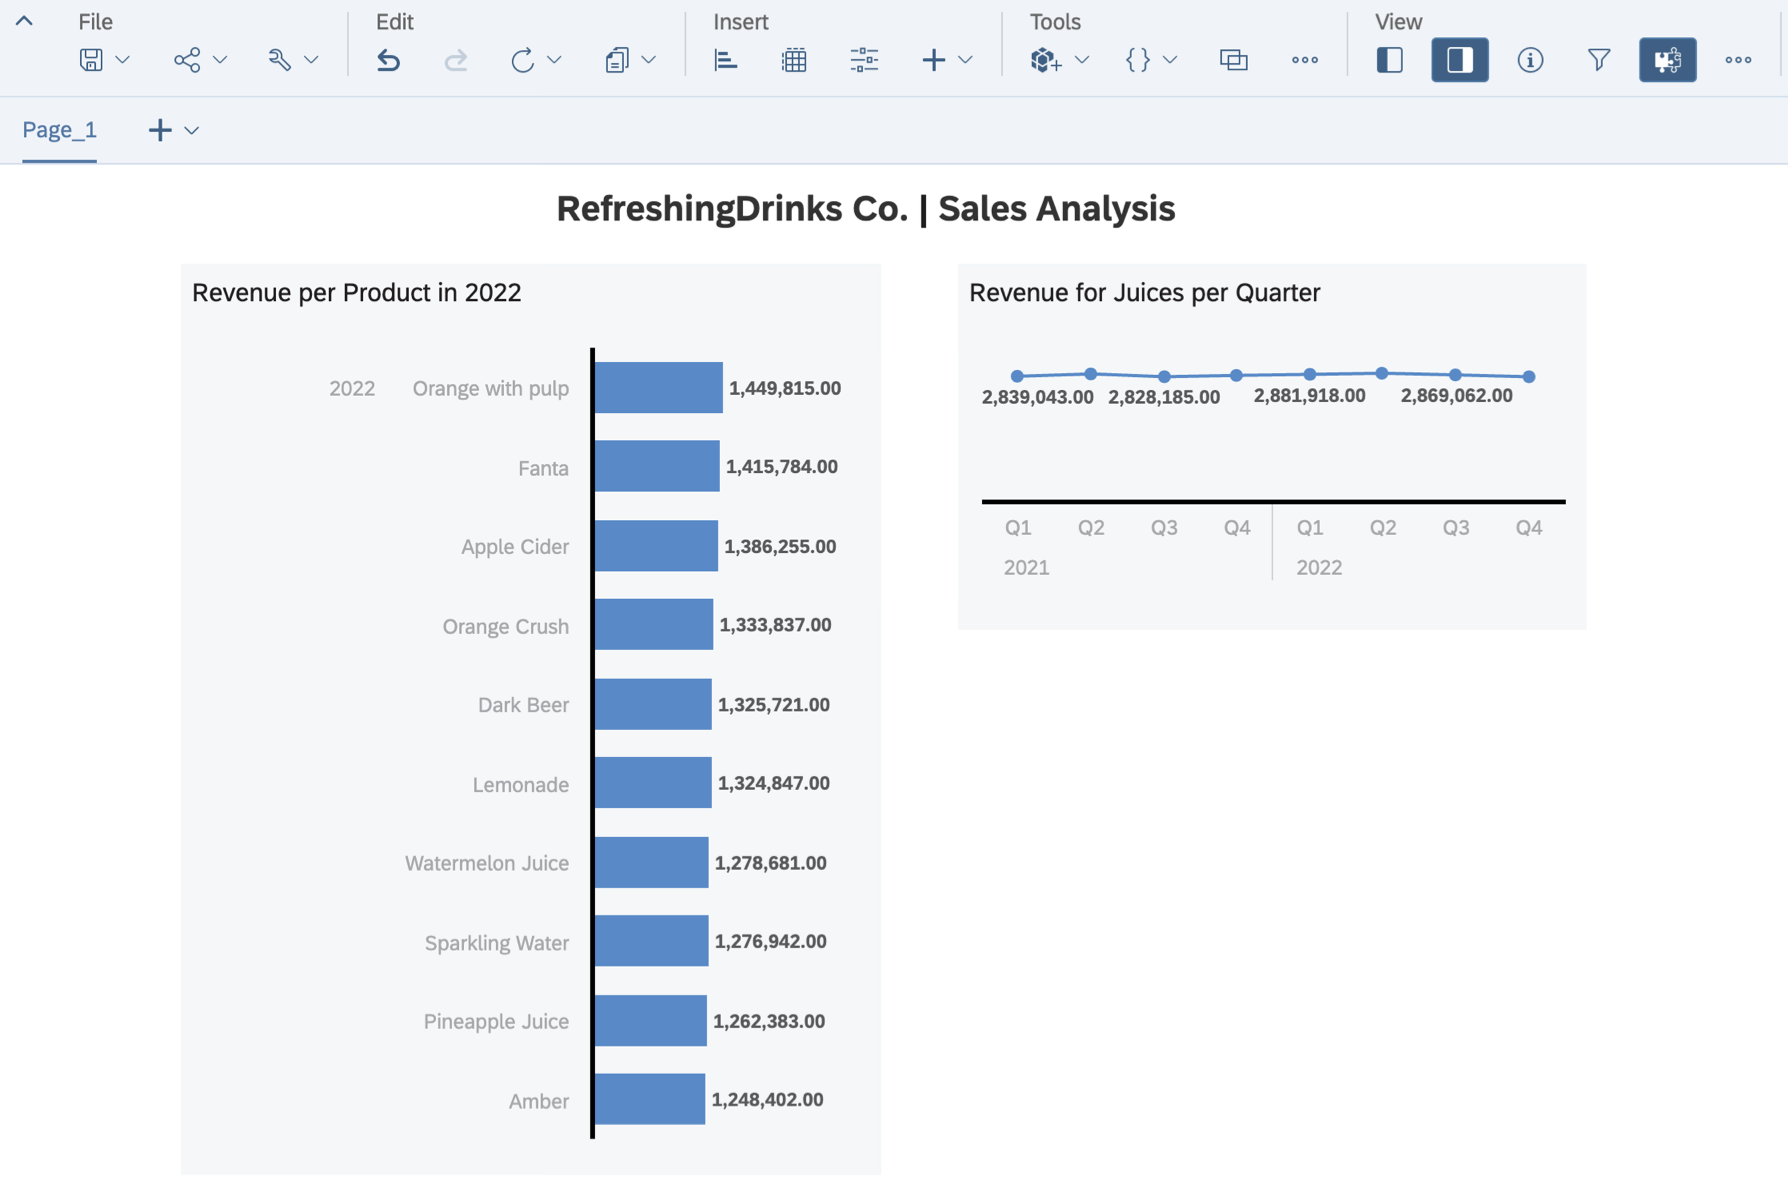 File Edit Insert Tools View
Page_1
RefreshingDrinks Co. | Sales Analysis
Revenue per Product in 2022
2022 Orange with pulp 1,449,815.00
Fanta 1,415,784.00
Apple Cider 1,386,255.00
Orange Crush 1,333,837.00
Dark Beer 1,325,721.00
Lemonade 1,324,847.00
Watermelon Juice 1,278,681.00
Sparkling Water 1,276,942.00
Pineapple Juice 1,262,383.00
Amber 1,248,402.00
Revenue for Juices per Quarter
2,839,043.00 2,828,185.00 2,881,918.00 2,869,062.00
Q1 Q2 Q3 Q4 Q1 Q2 Q3 Q4
2021 2022